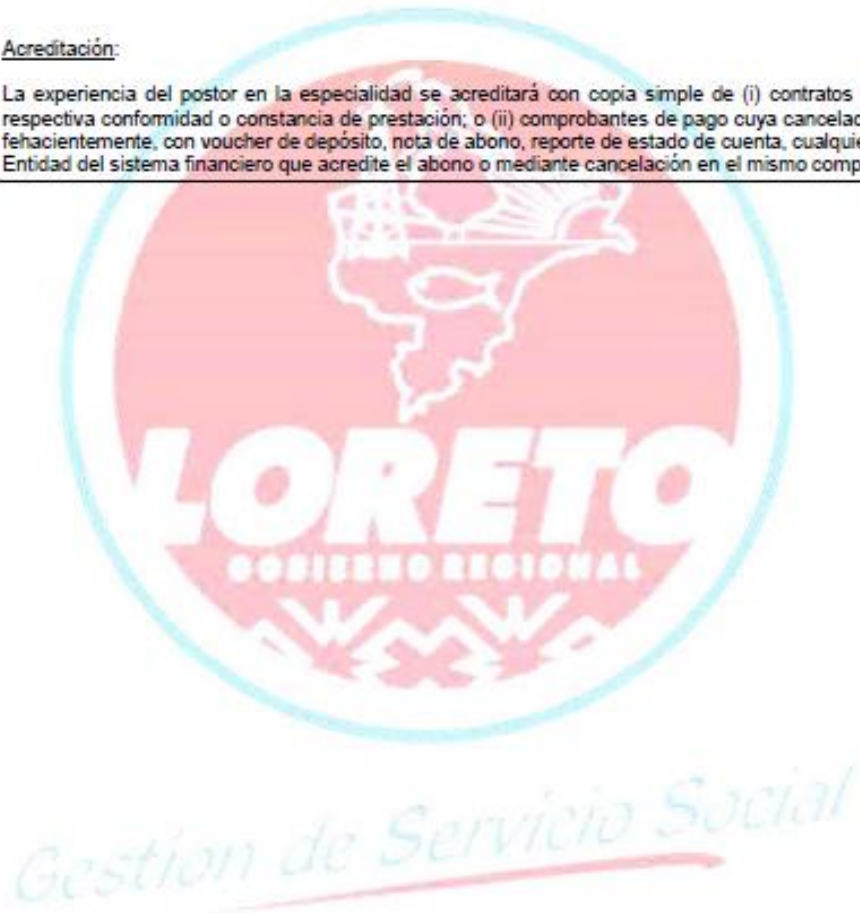 Acreditación:
La experiencia del postor en la especialidad se acreditará con copia simple de (i) contratos
respectiva conformidad o constancia de prestación; o (ii) comprobantes de pago cuya cancelac
fehacientemente, con voucher de depósito, nota de abono, reporte de estado de cuenta, cualquie
Entidad del sistema financiero que acredite el abono o mediante cancelación en el mismo comp
LORETO
GOBIERNO REGIONAL
Gestion de Servicio Social